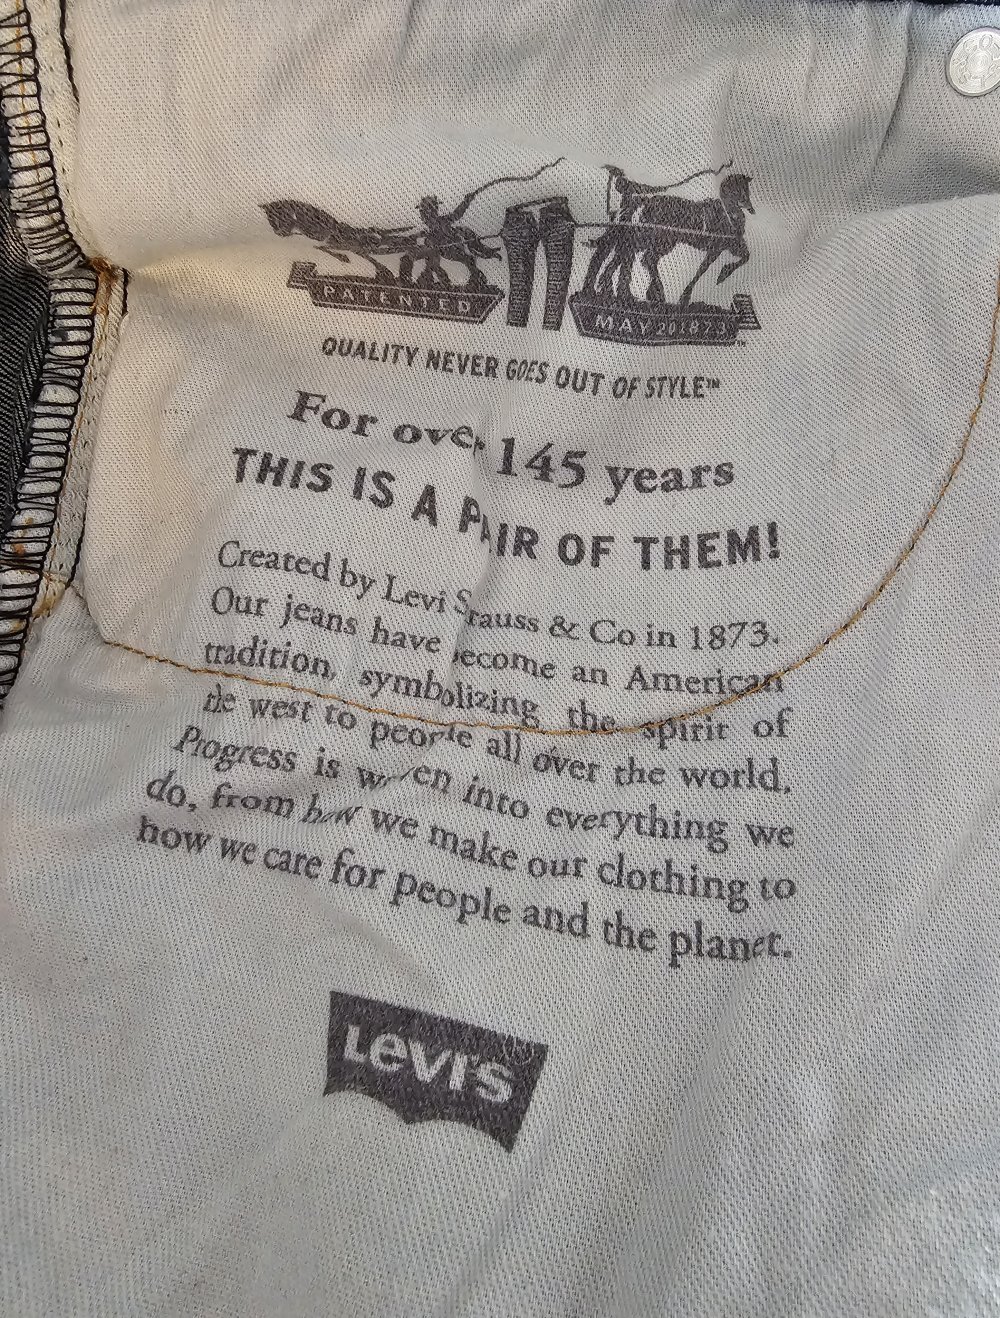 PATENTED
MAY 20 1873
QUALITY NEVER GOES OUT OF STYLE™
For over 145 years
THIS IS A PAIR OF THEM!
Created by Levi Strauss & Co in 1873.
Our jeans have become an American
tradition, symbolizing the spirit of
the west to people all over the world.
Progress is woven into everything we
do, from how we make our clothing to
how we care for people and the planet.
LEVI'S